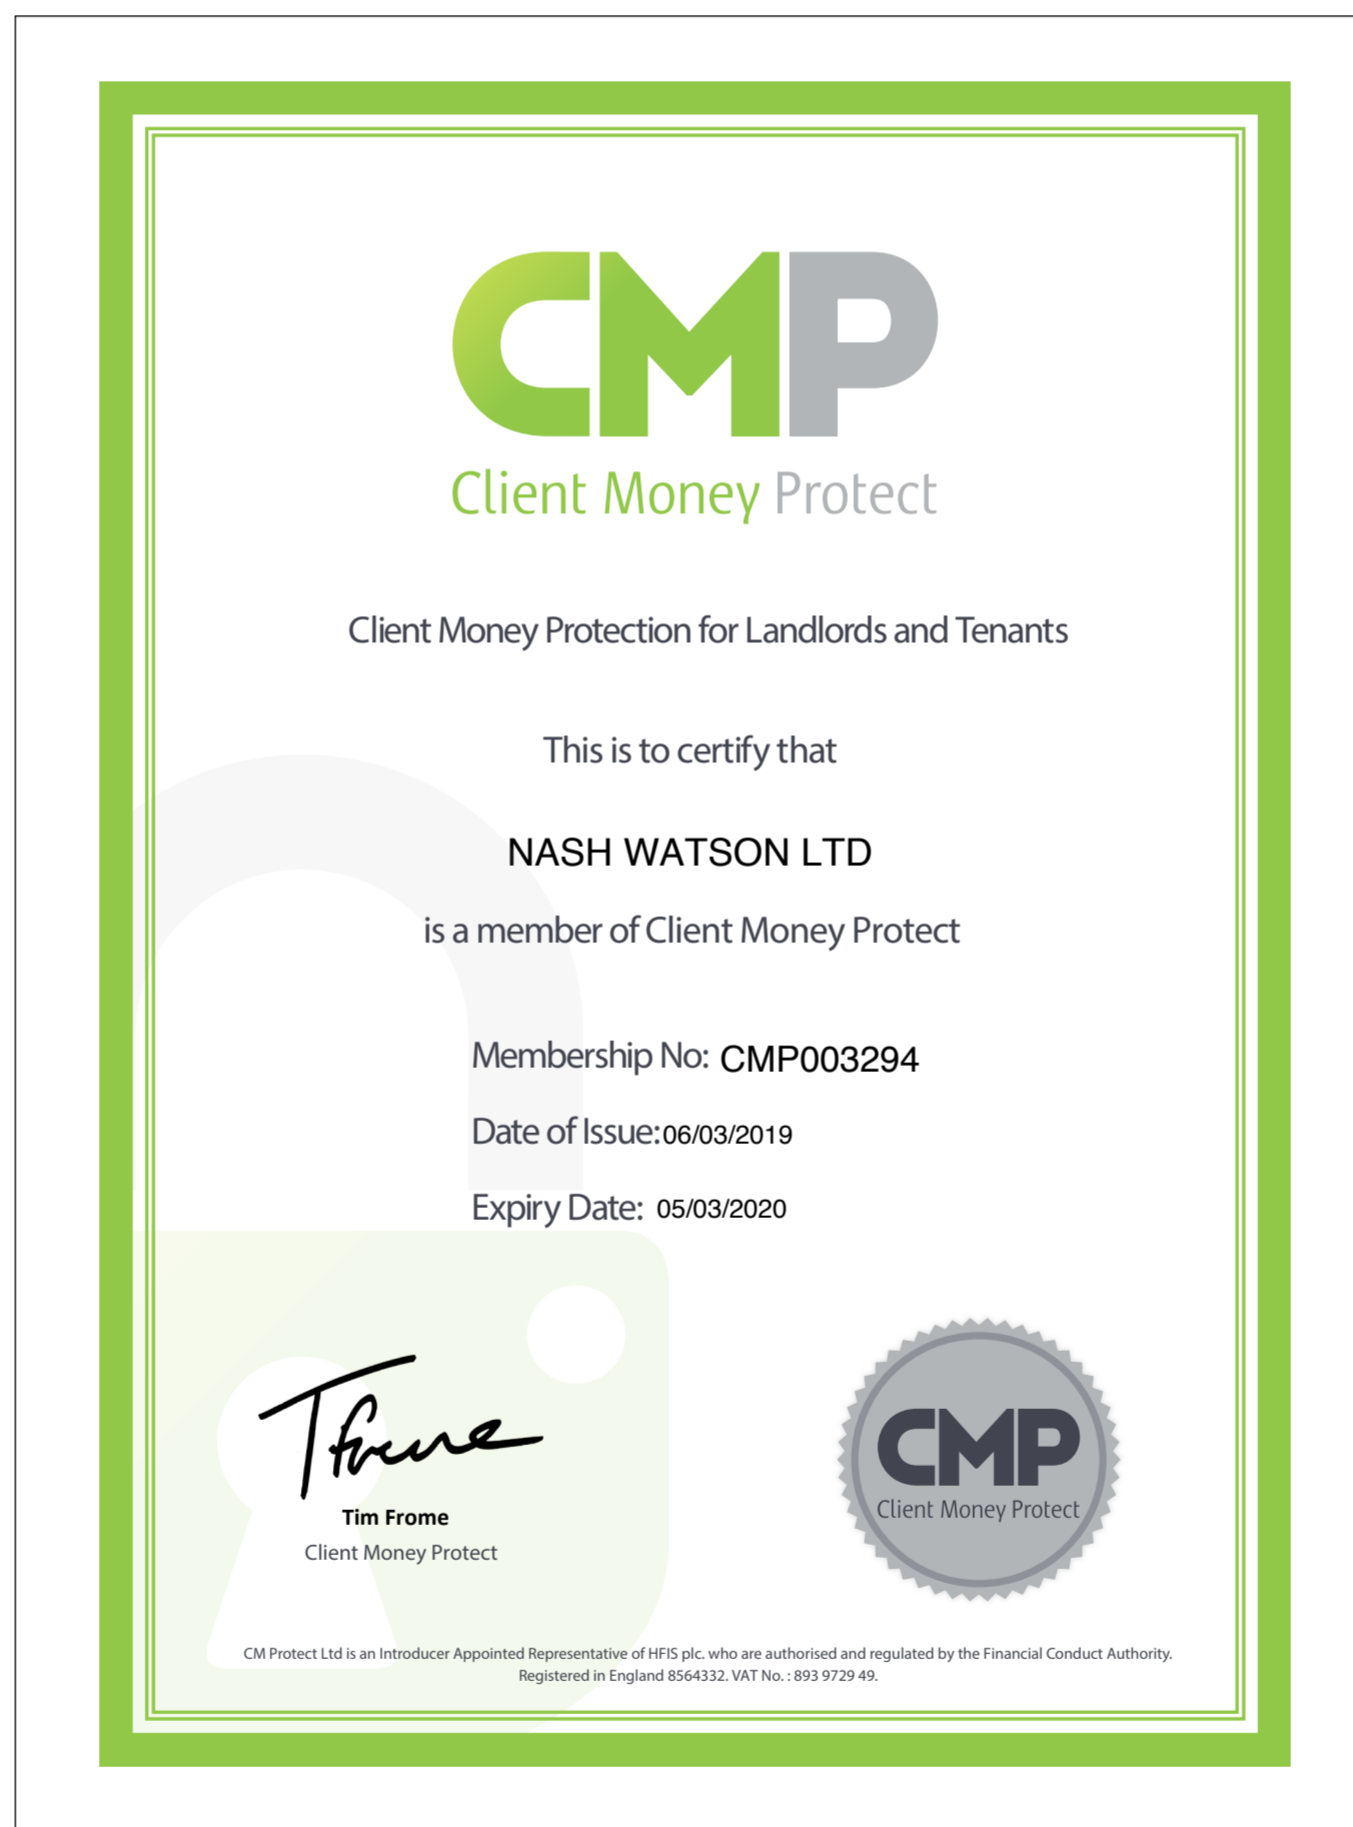 CMP
Client Money Protect
Client Money Protection for Landlords and Tenants
This is to certify that
NASH WATSON LTD
is a member of Client Money Protect
Membership No: CMP003294
Date of Issue: 06/03/2019
Expiry Date: 05/03/2020
T Frome
Tim Frome
Client Money Protect
CMP
Client Money Protect
CM Protect Ltd is an Introducer Appointed Representative of HFIS plc. who are authorised and regulated by the Financial Conduct Authority.
Registered in England 8564332. VAT No. : 893 9729 49.